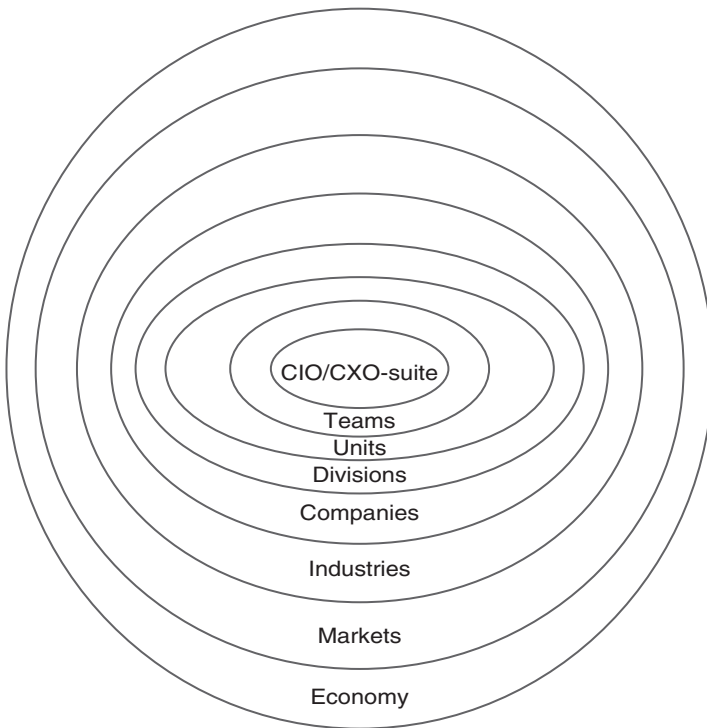 CIO/CXO-suite
Teams
Units
Divisions
Companies
Industries
Markets
Economy